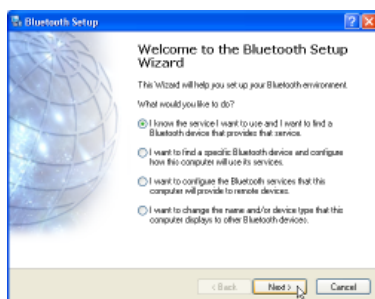 Bluetooth Setup
Welcome to the Bluetooth Setup
Wizard
This Wizard will help you set up your Bluetooth environment.
What would you like to do?
I know the service I want to use and I want to find a
Bluetooth device that provides that service.
I want to find a specific Bluetooth device and configure
how this computer will use its services.
I want to configure the Bluetooth services that this
computer will provide to remote devices.
I want to change the name and/or device type that this
computer displays to other Bluetooth devices.
< Back Next > Cancel